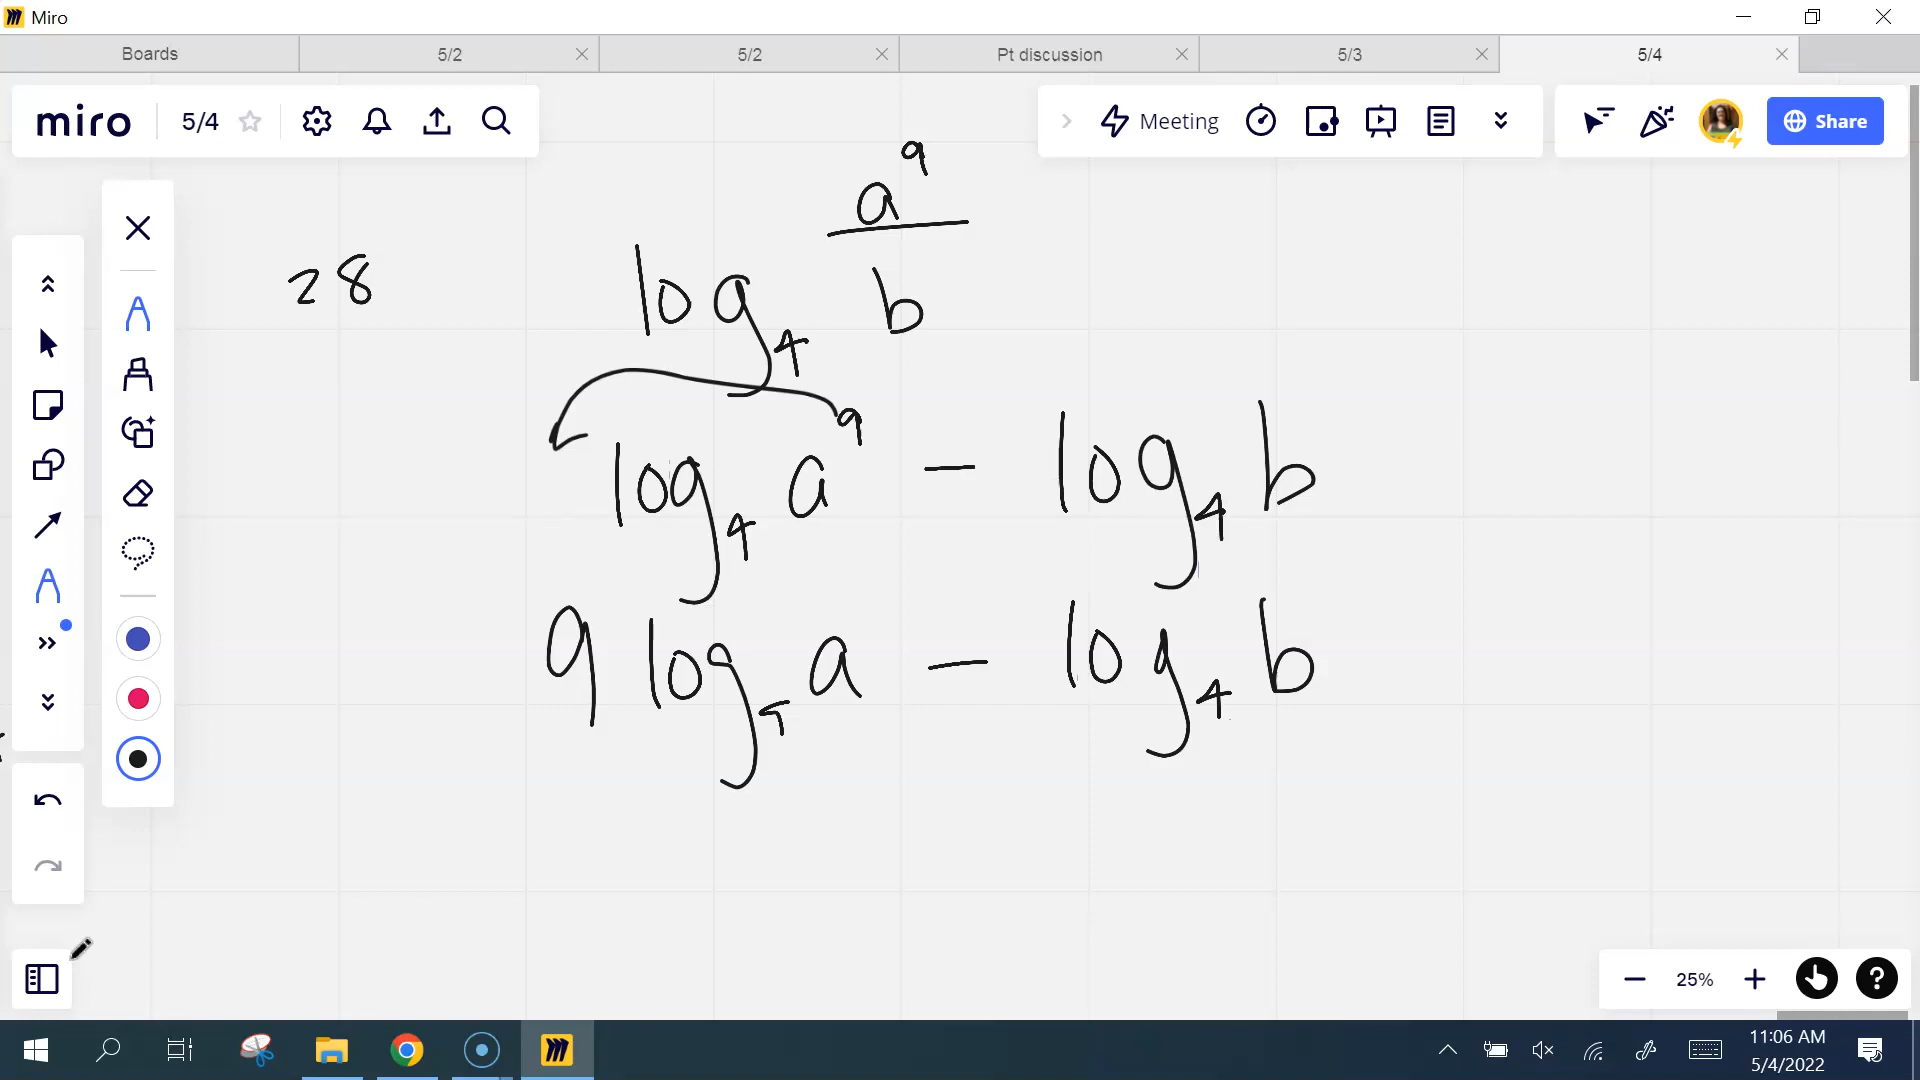 Miro
Boards 5/2 5/2 Pt discussion 5/3 5/4
miro 5/4 Meeting Share
28
log₄ a⁹/b
log₄ a⁹ − log₄ b
9 log₄ a − log₄ b
25%
11:06 AM
5/4/2022